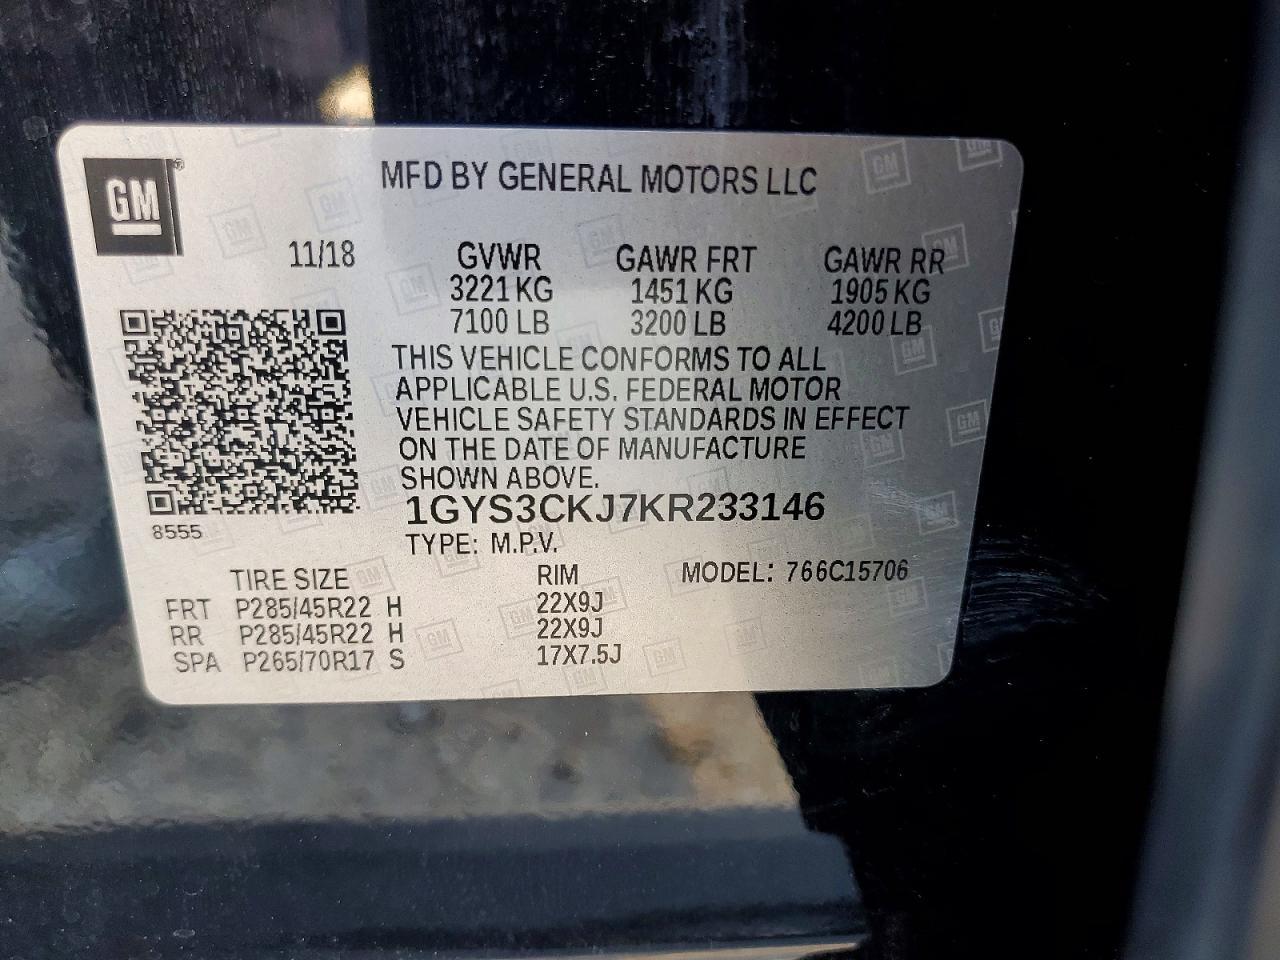 GM ®
MFD BY GENERAL MOTORS LLC
11/18 GVWR GAWR FRT GAWR RR
3221 KG 1451 KG 1905 KG
7100 LB 3200 LB 4200 LB
THIS VEHICLE CONFORMS TO ALL
APPLICABLE U.S. FEDERAL MOTOR
VEHICLE SAFETY STANDARDS IN EFFECT
ON THE DATE OF MANUFACTURE
SHOWN ABOVE.
1GYS3CKJ7KR233146
8555
TYPE: M.P.V.
TIRE SIZE RIM MODEL: 766C15706
FRT P285/45R22 H 22X9J
RR P285/45R22 H 22X9J
SPA P265/70R17 S 17X7.5J